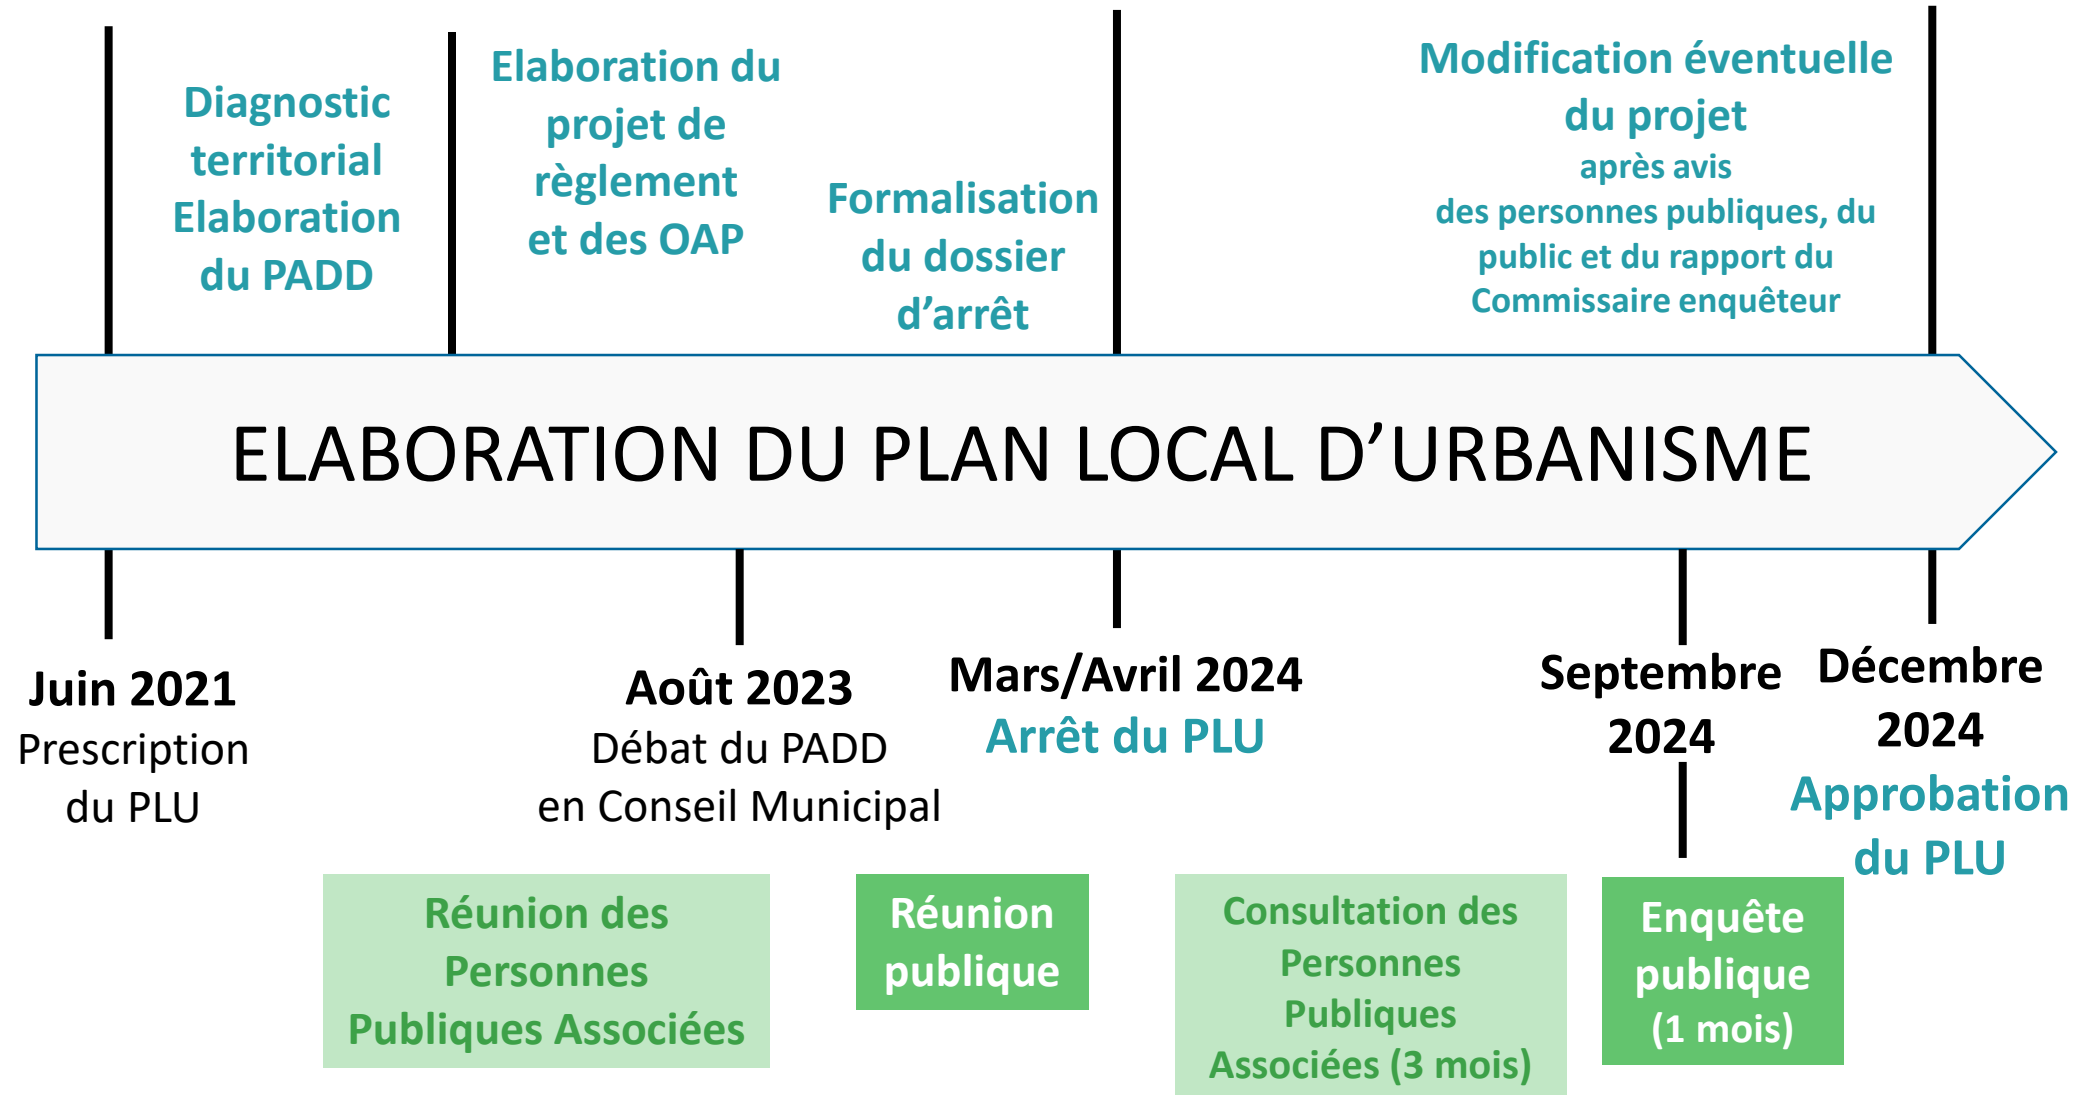 Diagnostic
territorial
Elaboration
du PADD
Elaboration du
projet de
règlement
et des OAP
Formalisation
du dossier
d’arrêt
Modification éventuelle
du projet
après avis
des personnes publiques, du
public et du rapport du
Commissaire enquêteur
ELABORATION DU PLAN LOCAL D’URBANISME
Juin 2021
Prescription
du PLU
Août 2023
Débat du PADD
en Conseil Municipal
Mars/Avril 2024
Arrêt du PLU
Septembre
2024
Décembre
2024
Approbation
du PLU
Réunion des
Personnes
Publiques Associées
Réunion
publique
Consultation des
Personnes
Publiques
Associées (3 mois)
Enquête
publique
(1 mois)